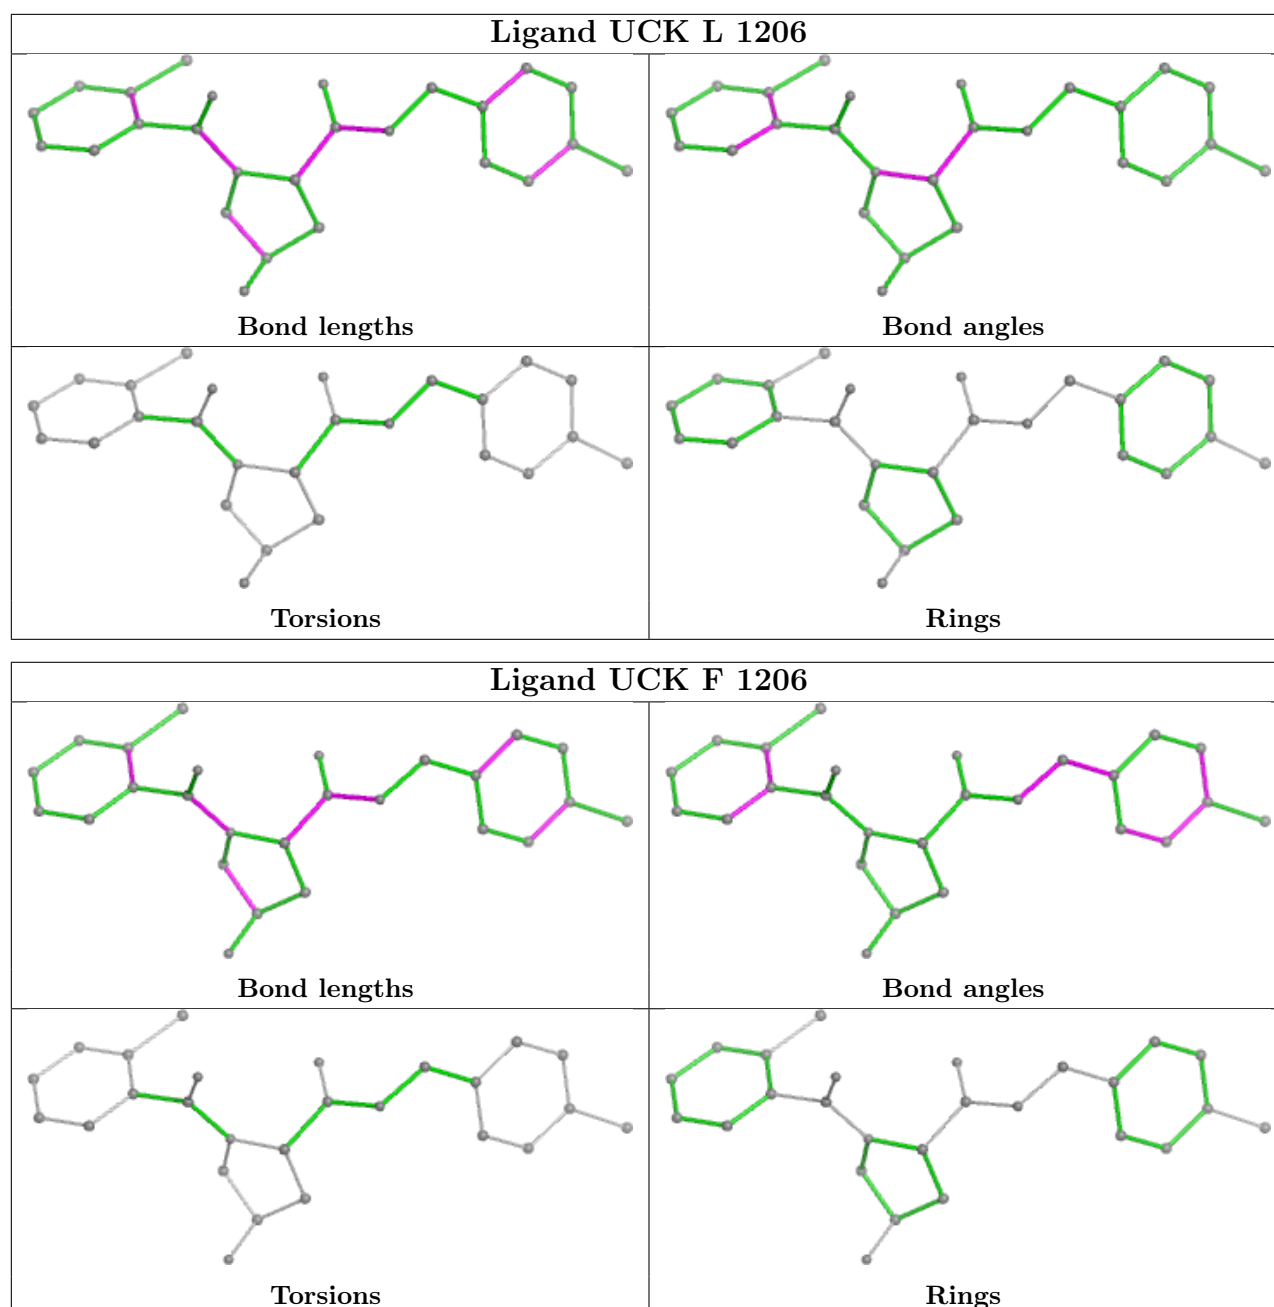 Ligand UCK L 1206
Bond lengths
Bond angles
Torsions
Rings
Ligand UCK F 1206
Bond lengths
Bond angles
Torsions
Rings